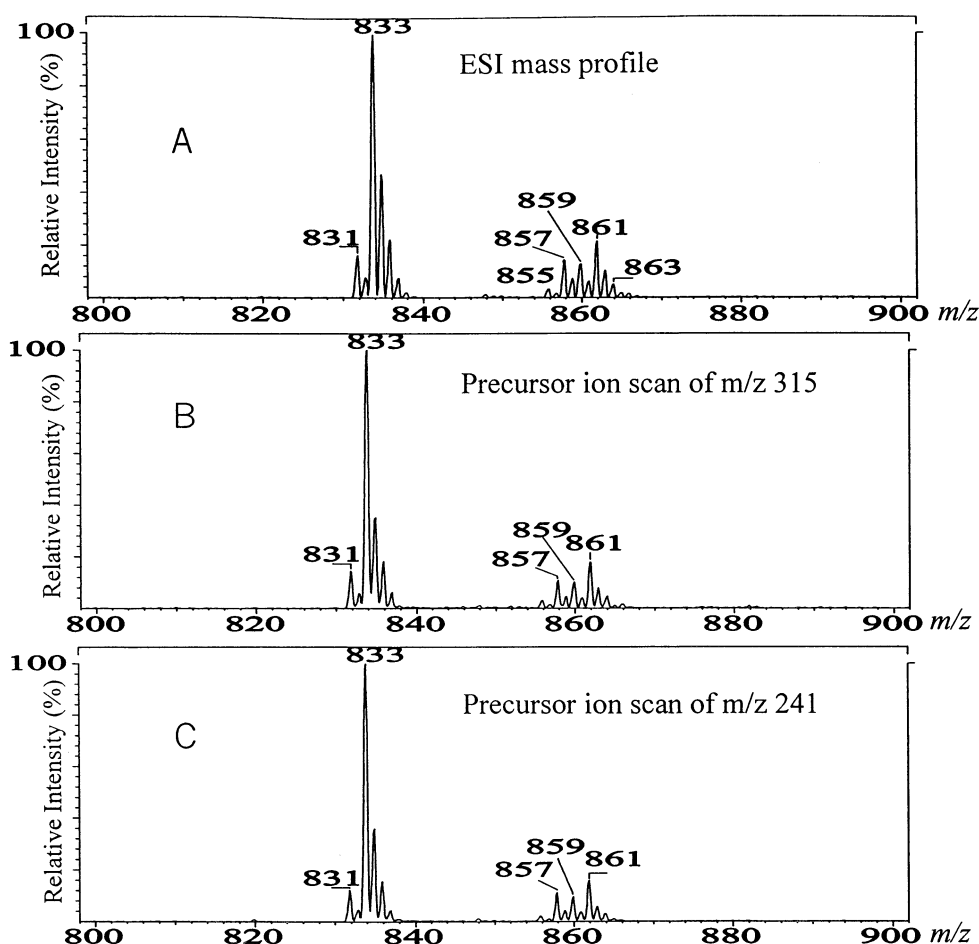 100
833
ESI mass profile
Relative Intensity (%)
A
859
861
831
857
855
863
800 820 840 860 880 900 m/z
100
833
Precursor ion scan of m/z 315
Relative Intensity (%)
B
859
861
831
857
800 820 840 860 880 900 m/z
100
833
Precursor ion scan of m/z 241
Relative Intensity (%)
C
859
861
857
831
800 820 840 860 880 900 m/z